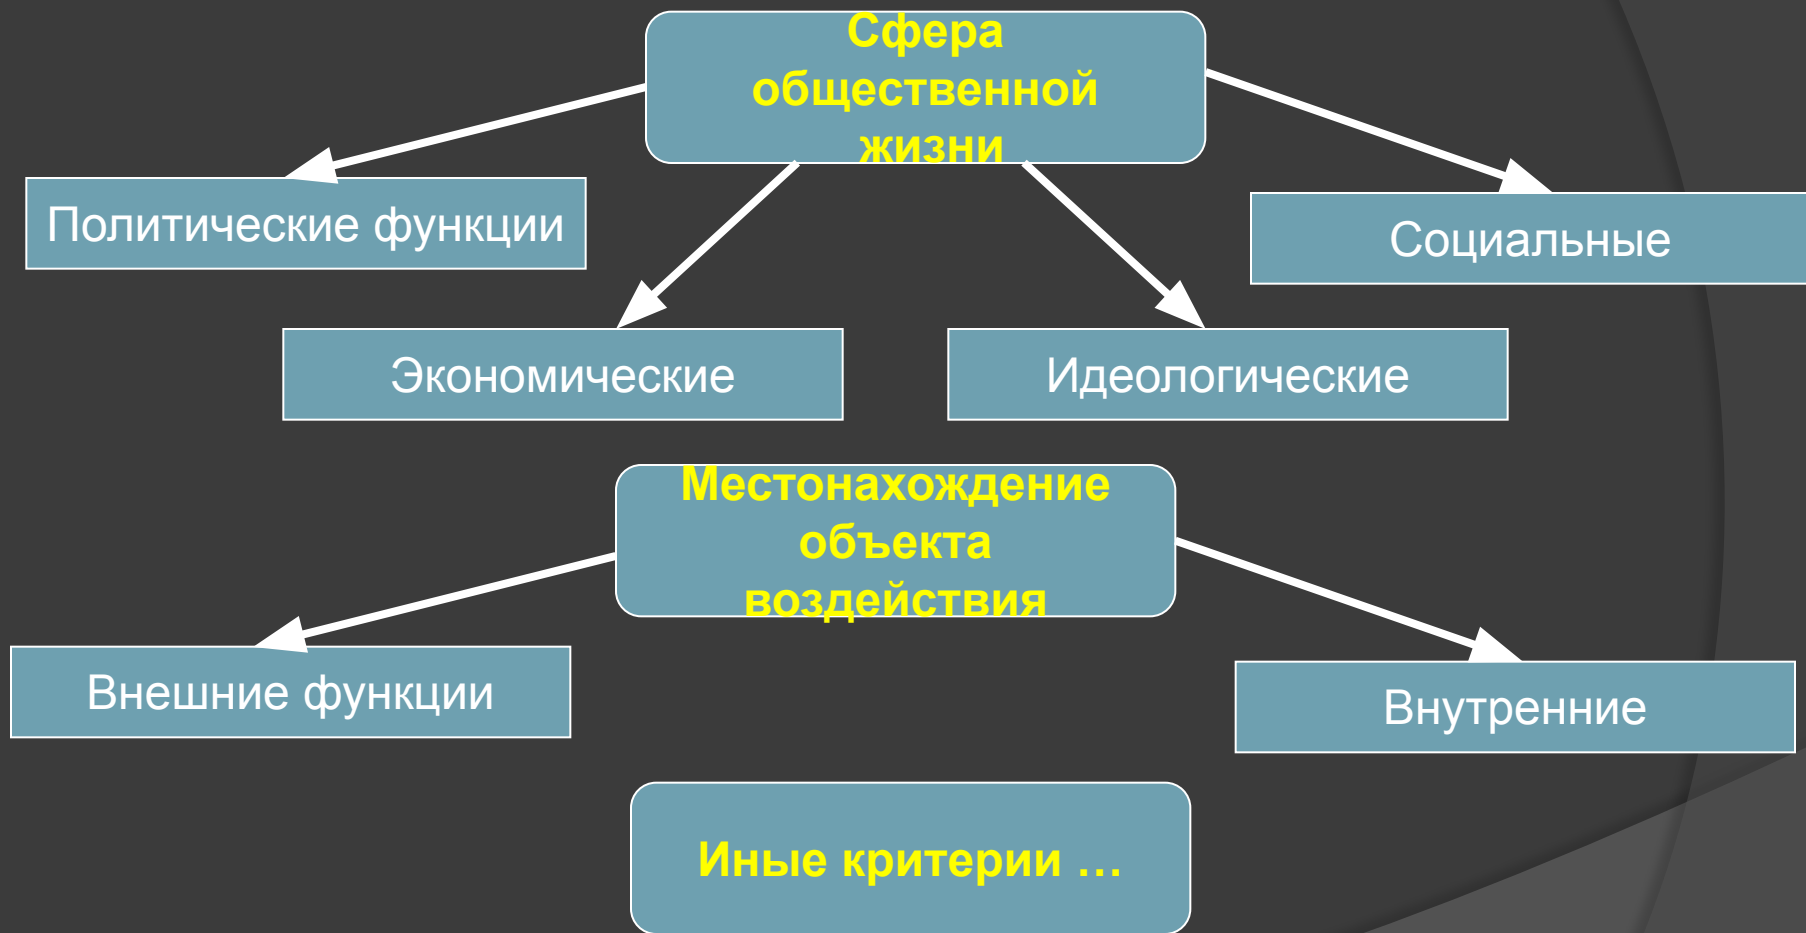 Сфера
общественной
жизни
Политические функции
Социальные
Экономические
Идеологические
Местонахождение
объекта
воздействия
Внешние функции
Внутренние
Иные критерии …